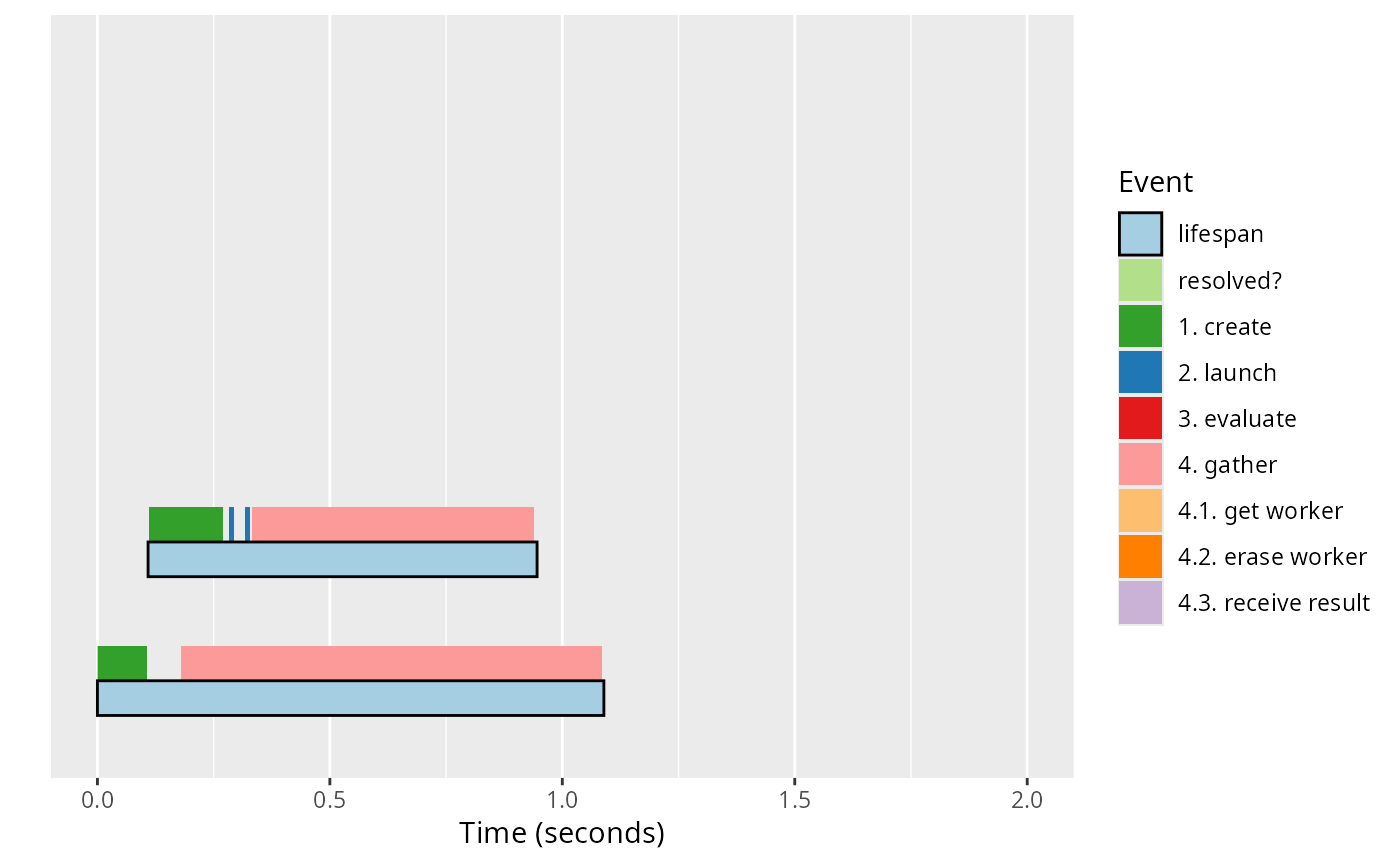 Event
lifespan
resolved?
1. create
2. launch
3. evaluate
4. gather
4.1. get worker
4.2. erase worker
4.3. receive result
0.0 0.5 1.0 1.5 2.0
Time (seconds)